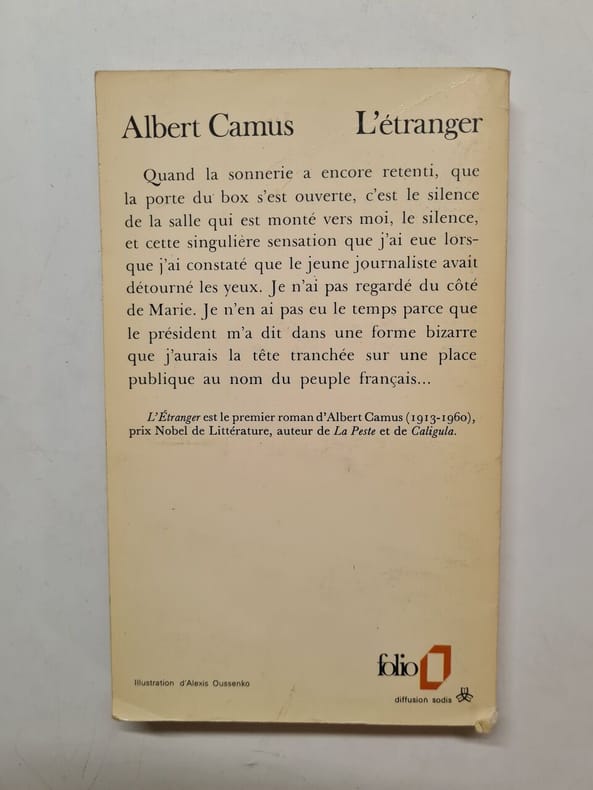 Albert Camus L'étranger
Quand la sonnerie a encore retenti, que
la porte du box s'est ouverte, c'est le silence
de la salle qui est monté vers moi, le silence,
et cette singulière sensation que j'ai eue lors-
que j'ai constaté que le jeune journaliste avait
détourné les yeux. Je n'ai pas regardé du côté
de Marie. Je n'en ai pas eu le temps parce que
le président m'a dit dans une forme bizarre
que j'aurais la tête tranchée sur une place
publique au nom du peuple français...
L'Étranger est le premier roman d'Albert Camus (1913-1960),
prix Nobel de Littérature, auteur de La Peste et de Caligula.
folio
Illustration d'Alexis Oussenko
diffusion sodis